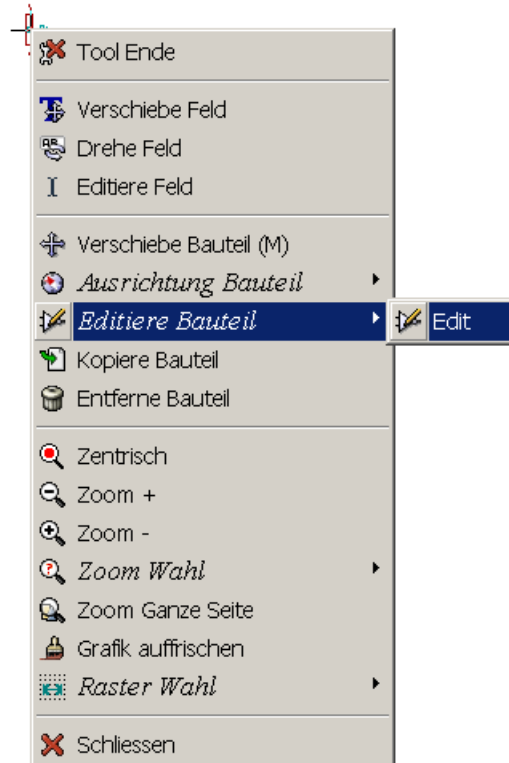 Tool Ende
Verschiebe Feld
Drehe Feld
Editiere Feld
Verschiebe Bauteil (M)
Ausrichtung Bauteil
Editiere Bauteil
Edit
Kopiere Bauteil
Entferne Bauteil
Zentrisch
Zoom +
Zoom -
Zoom Wahl
Zoom Ganze Seite
Grafik auffrischen
Raster Wahl
Schliessen